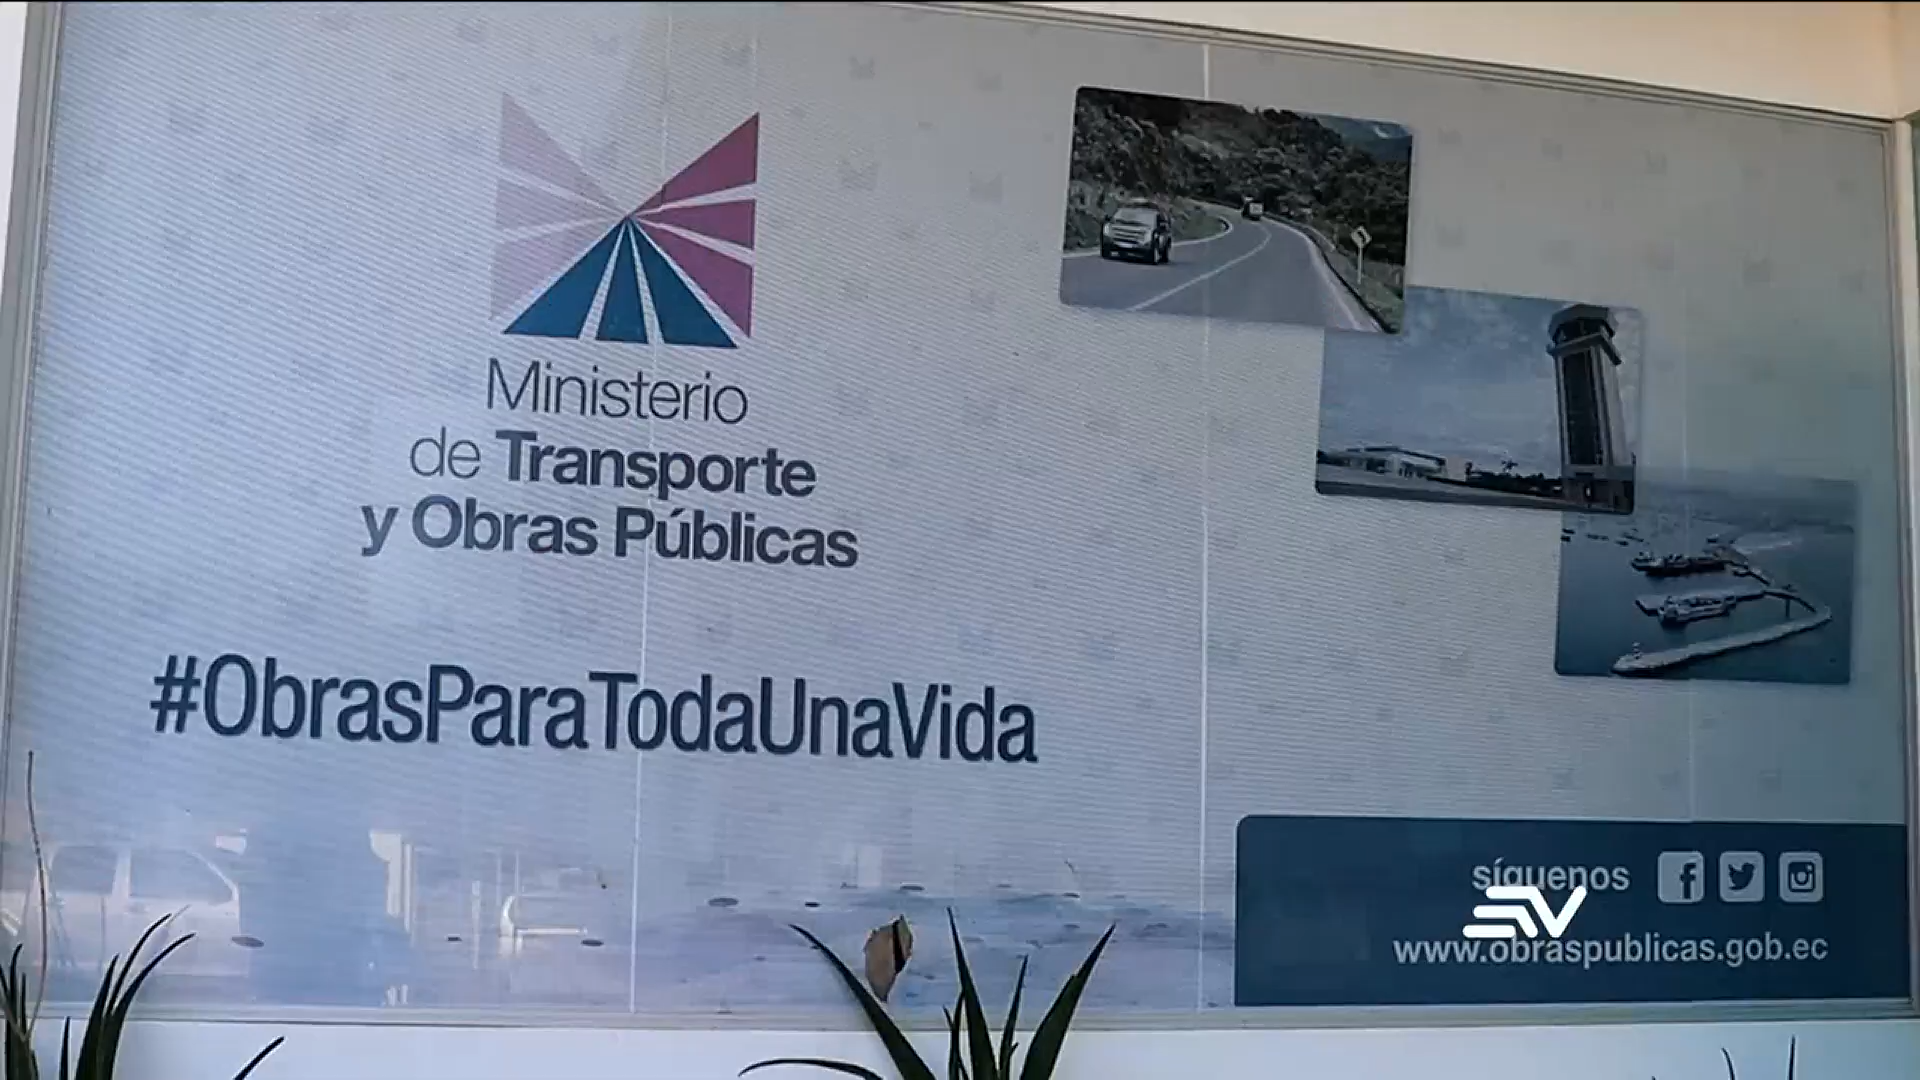 Ministerio
de Transporte
y Obras Públicas
#ObrasParaTodaUnaVida
síguenos
www.obraspublicas.gob.ec